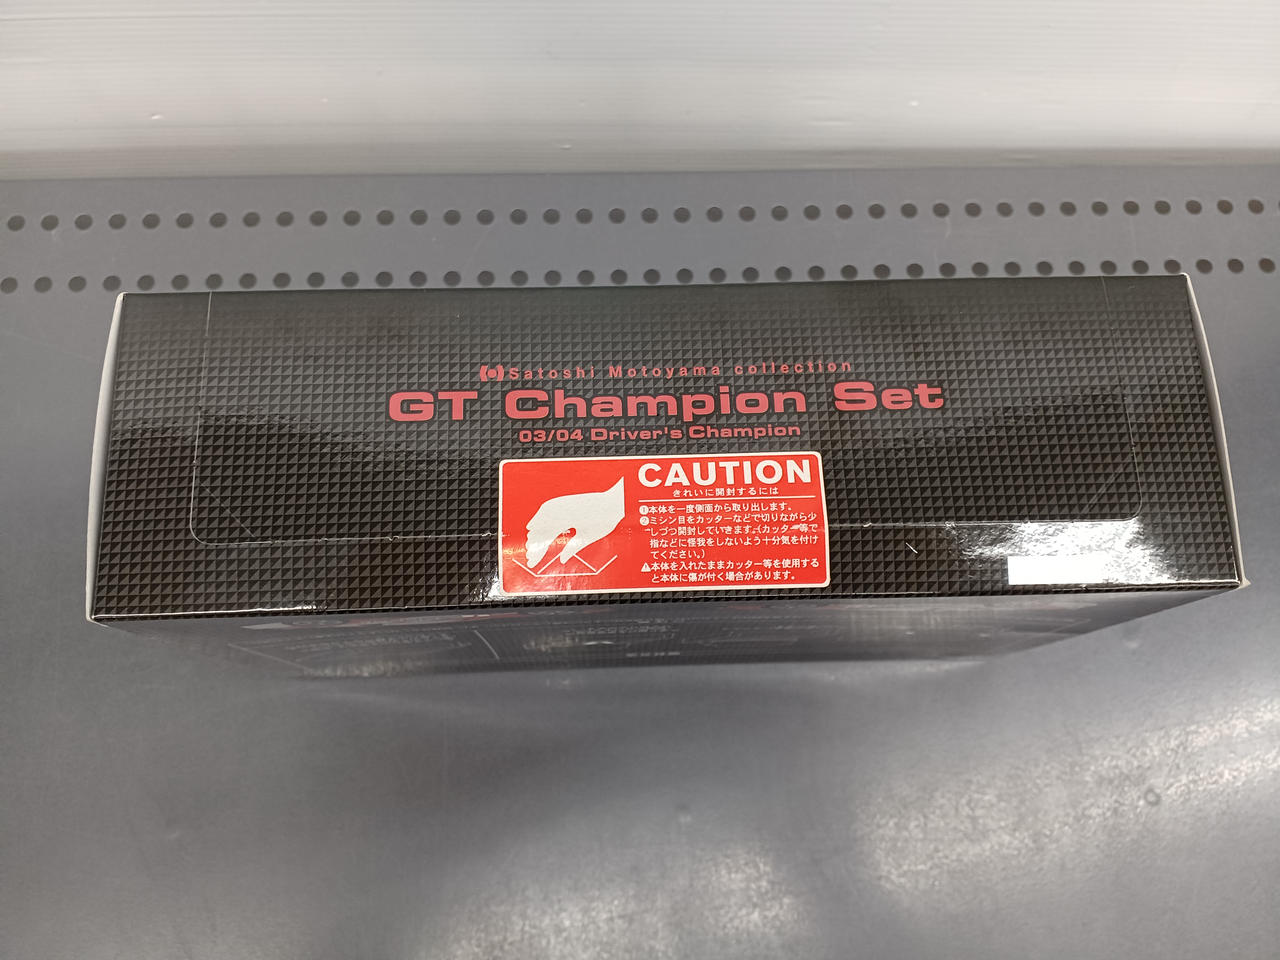 Satoshi Motoyama collection
GT Champion Set
03/04 Driver's Champion
CAUTION
きれいに開封するには
❶本体を一度側面から取り出します。
❷ミシン目をカッターなどで切りながら少
しづつ開封していきます。(カッター等で
指などに怪我をしないよう十分気を付け
てください。)
⚠本体を入れたままカッター等を使用する
と本体に傷が付く場合があります。